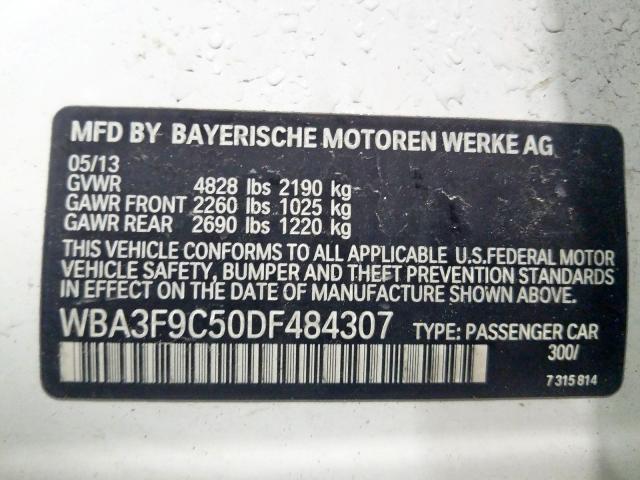 MFD BY BAYERISCHE MOTOREN WERKE AG
05/13
GVWR 4828 lbs 2190 kg
GAWR FRONT 2260 lbs 1025 kg
GAWR REAR 2690 lbs 1220 kg
THIS VEHICLE CONFORMS TO ALL APPLICABLE U.S.FEDERAL MOTOR
VEHICLE SAFETY, BUMPER AND THEFT PREVENTION STANDARDS
IN EFFECT ON THE DATE OF MANUFACTURE SHOWN ABOVE.
WBA3F9C50DF484307 TYPE: PASSENGER CAR
300/
7 315 814